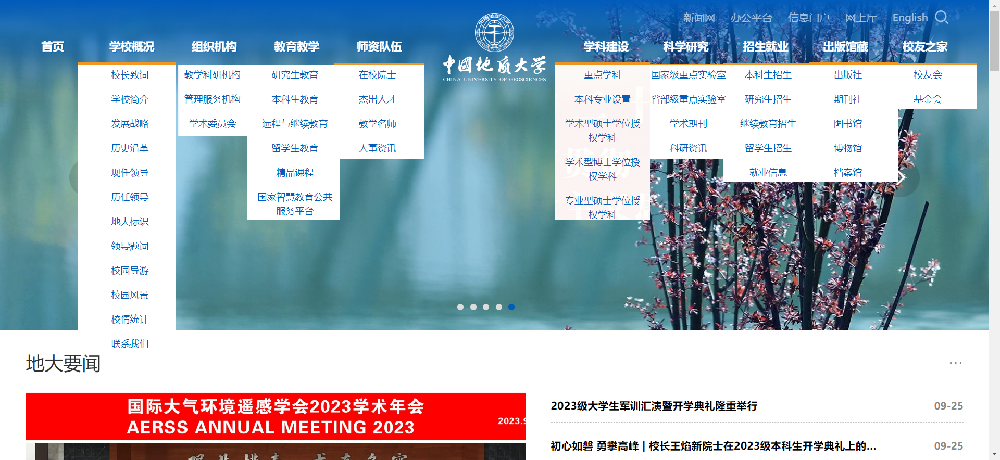 新闻网 办公平台 信息门户 网上厅 English
首页 学校概况 组织机构 教育教学 师资队伍
中国地质大学
CHINA UNIVERSITY OF GEOSCIENCES
学科建设 科学研究 招生就业 出版馆藏 校友之家
校长致词
学校简介
发展战略
历史沿革
现任领导
历任领导
地大标识
领导题词
校园导游
校园风景
校情统计
联系我们
教学科研机构
管理服务机构
学术委员会
研究生教育
本科生教育
远程与继续教育
留学生教育
精品课程
国家智慧教育公共
服务平台
在校院士
杰出人才
教学名师
人事资讯
重点学科
本科专业设置
学术型硕士学位授
权学科
学术型博士学位授
权学科
专业型硕士学位授
权学科
国家级重点实验室
省部级重点实验室
学术期刊
科研资讯
本科生招生
研究生招生
继续教育招生
留学生招生
就业信息
出版社
期刊社
图书馆
博物馆
档案馆
校友会
基金会
地大要闻
...
国际大气环境遥感学会2023学术年会
AERSS ANNUAL MEETING 2023
2023.9
2023级大学生军训汇演暨开学典礼隆重举行 09-25
初心如磐 勇攀高峰 | 校长王焰新院士在2023级本科生开学典礼上的... 09-25